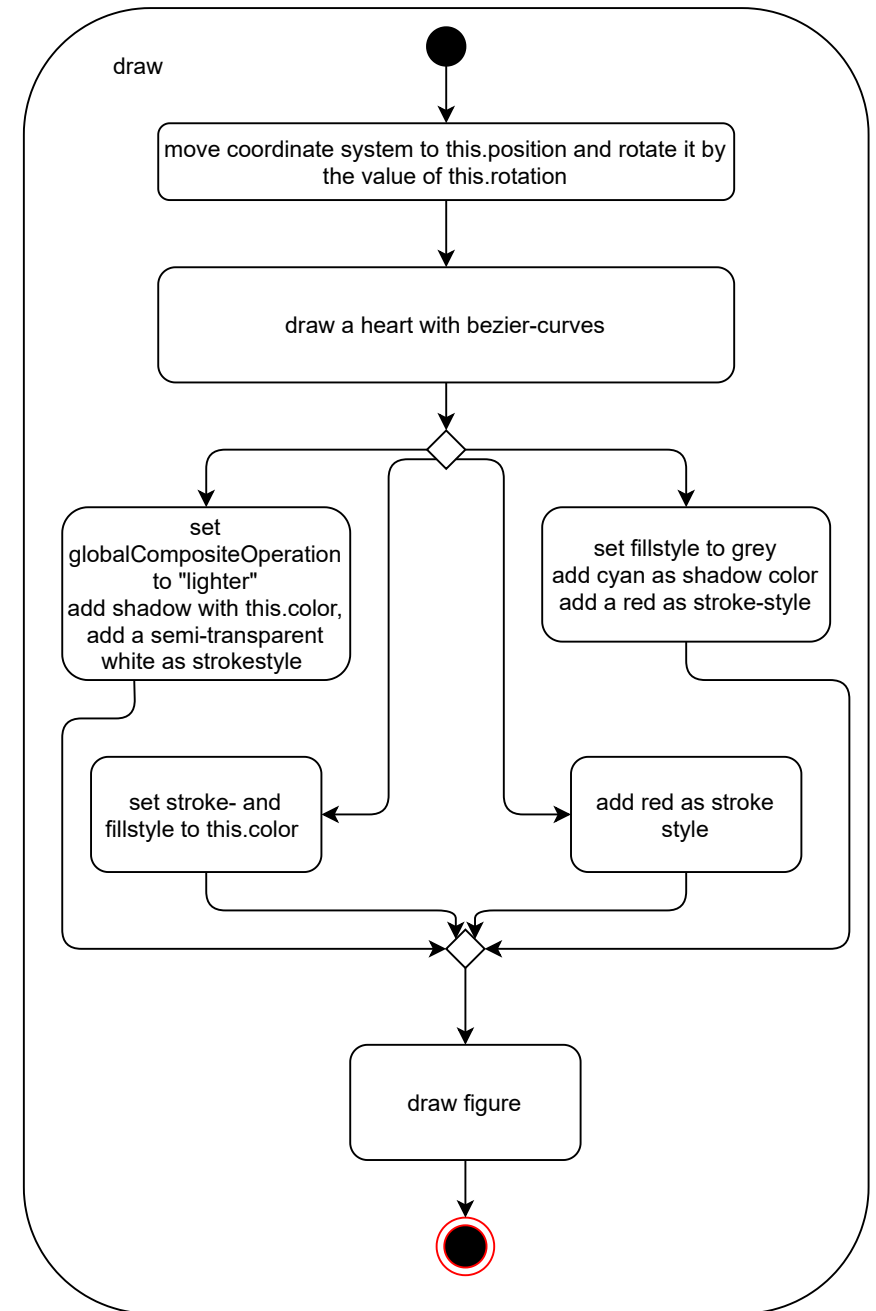 draw
move coordinate system to this.position and rotate it by
the value of this.rotation
draw a heart with bezier-curves
set
globalCompositeOperation
to "lighter"
add shadow with this.color,
add a semi-transparent
white as strokestyle
set fillstyle to grey
add cyan as shadow color
add a red as stroke-style
set stroke- and
fillstyle to this.color
add red as stroke
style
draw figure